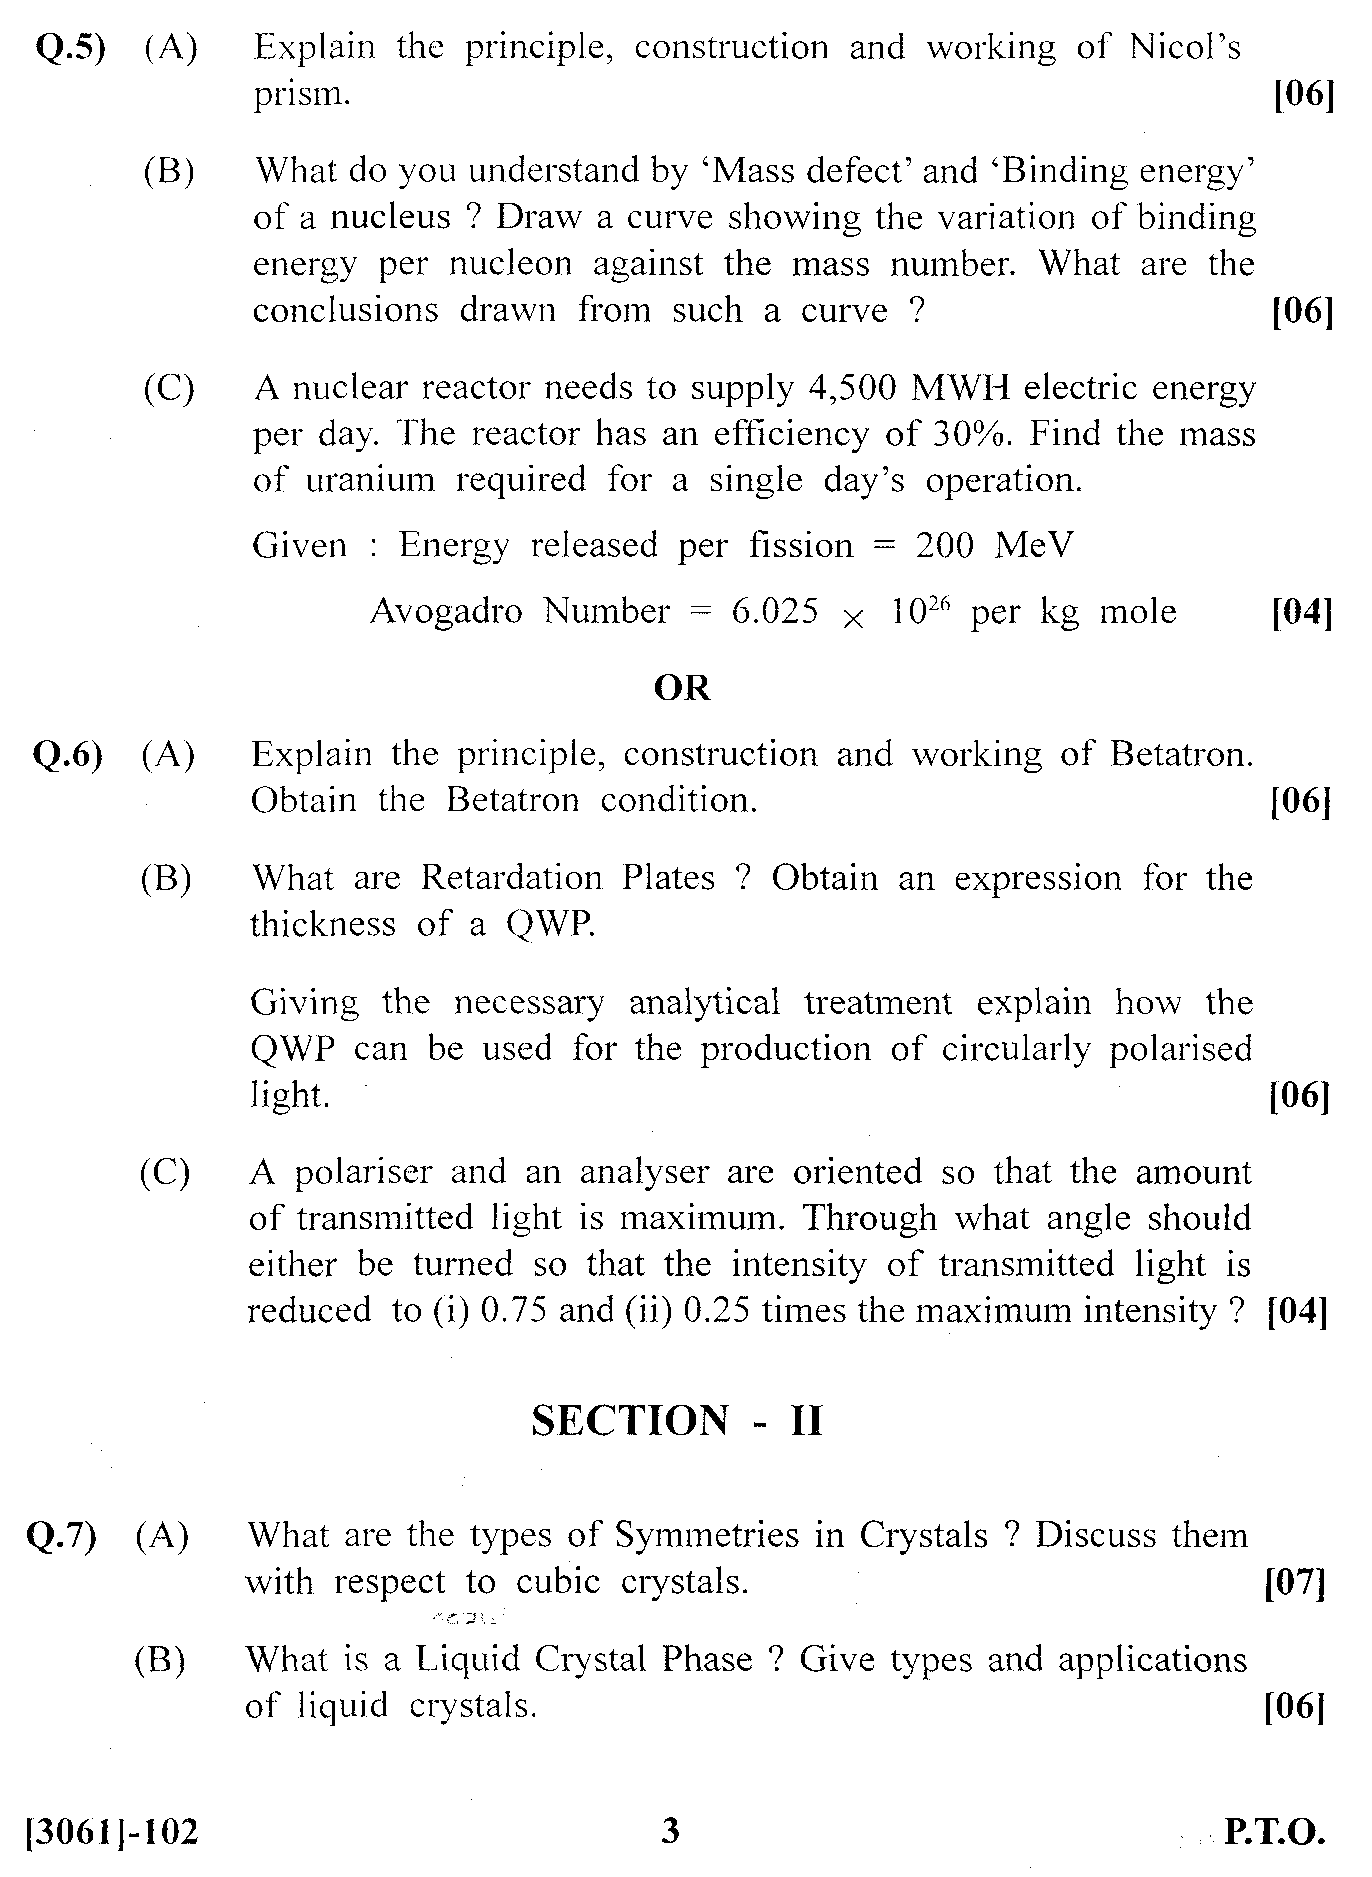 Q.5) (A) Explain the principle, construction and working of Nicol's
prism. [06]
(B) What do you understand by 'Mass defect' and 'Binding energy'
of a nucleus ? Draw a curve showing the variation of binding
energy per nucleon against the mass number. What are the
conclusions drawn from such a curve ? [06]
(C) A nuclear reactor needs to supply 4,500 MWH electric energy
per day. The reactor has an efficiency of 30%. Find the mass
of uranium required for a single day's operation.
Given : Energy released per fission = 200 MeV
Avogadro Number = 6.025 × 10²⁶ per kg mole [04]
OR
Q.6) (A) Explain the principle, construction and working of Betatron.
Obtain the Betatron condition. [06]
(B) What are Retardation Plates ? Obtain an expression for the
thickness of a QWP.
Giving the necessary analytical treatment explain how the
QWP can be used for the production of circularly polarised
light. [06]
(C) A polariser and an analyser are oriented so that the amount
of transmitted light is maximum. Through what angle should
either be turned so that the intensity of transmitted light is
reduced to (i) 0.75 and (ii) 0.25 times the maximum intensity ? [04]
SECTION - II
Q.7) (A) What are the types of Symmetries in Crystals ? Discuss them
with respect to cubic crystals. [07]
(B) What is a Liquid Crystal Phase ? Give types and applications
of liquid crystals. [06]
[3061]-102 3 P.T.O.